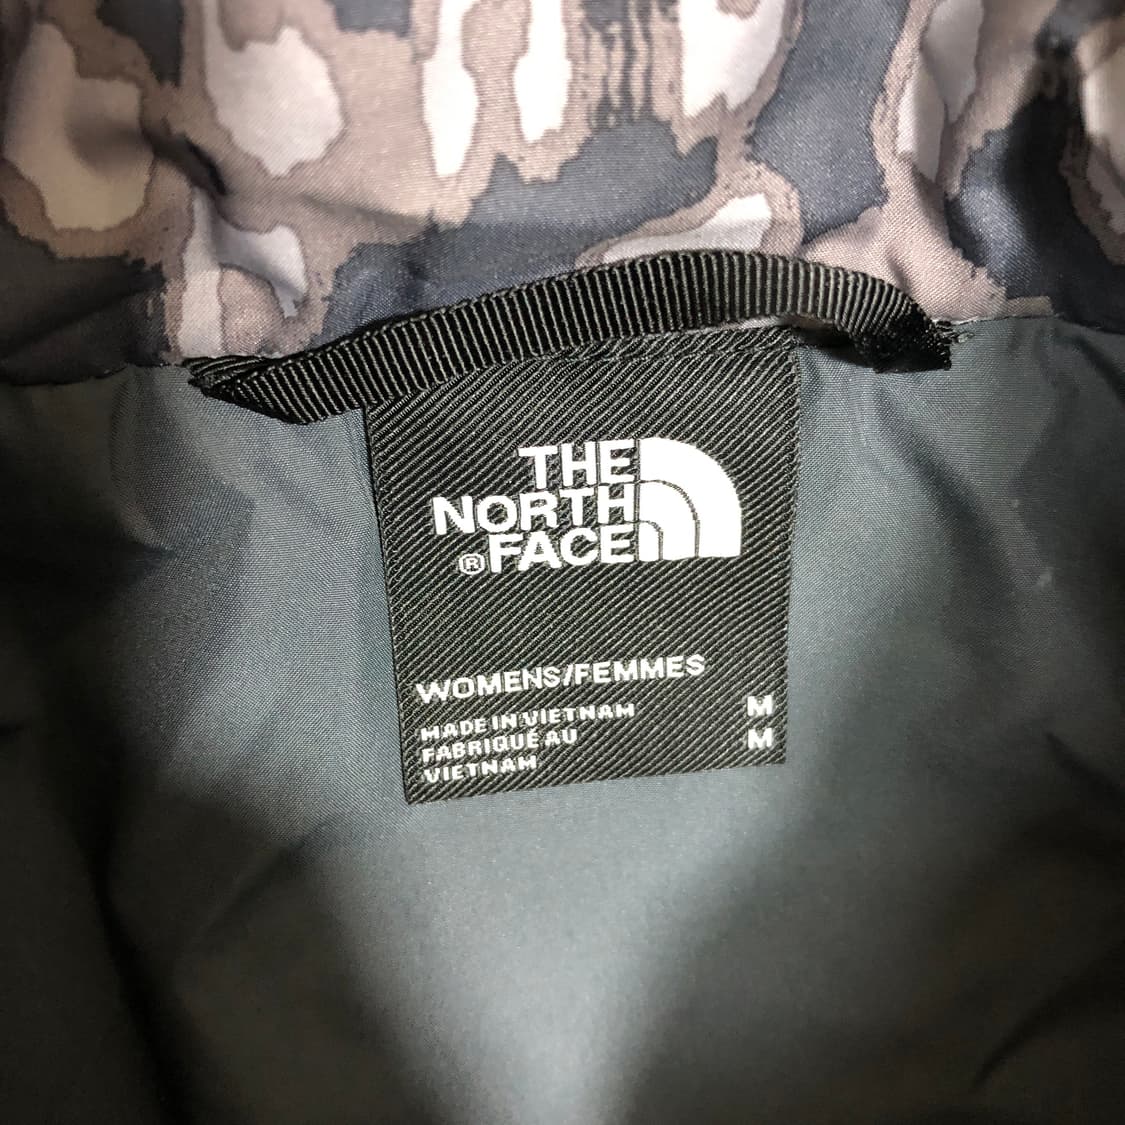 THE
NORTH
®FACE
WOMENS/FEMMES
MADE IN VIETNAM M
FABRIQUÉ AU M
VIETNAM